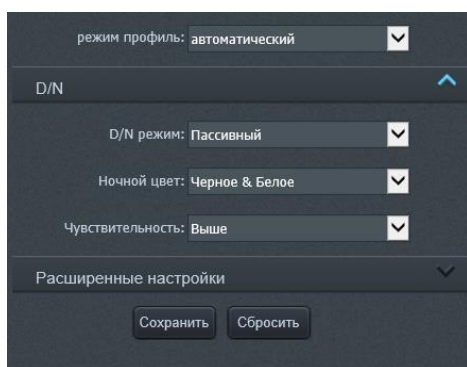 режим профиль: автоматический
D/N
D/N режим: Пассивный
Ночной цвет: Черное & Белое
Чувствительность: Выше
Расширенные настройки
Сохранить Сбросить